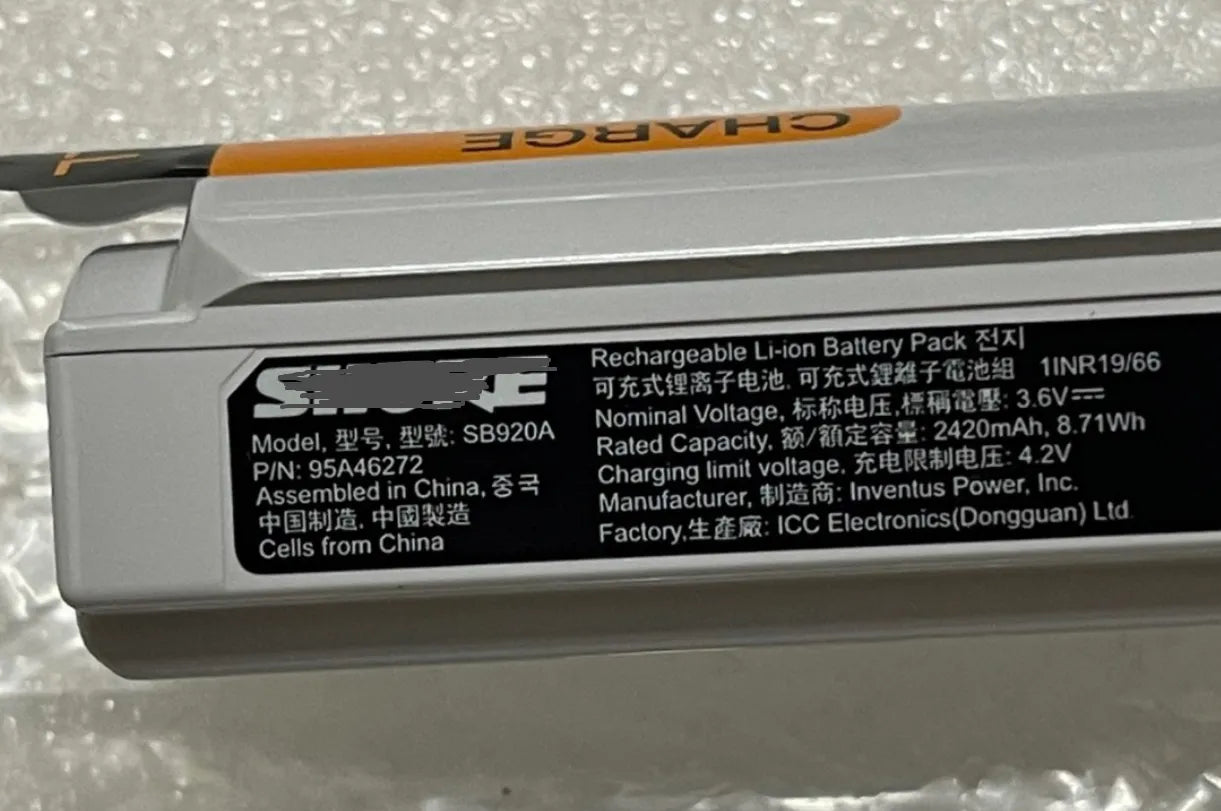 CHARGE
Model, 型号, 型號: SB920A
P/N: 95A46272
Assembled in China, 중국
中国制造, 中國製造
Cells from China
Rechargeable Li-ion Battery Pack 전지
可充式锂离子电池, 可充式鋰離子電池組 1INR19/66
Nominal Voltage, 标称电压,標稱電壓: 3.6V⎓
Rated Capacity, 额/額定容量: 2420mAh, 8.71Wh
Charging limit voltage, 充电限制电压: 4.2V
Manufacturer, 制造商: Inventus Power, Inc.
Factory,生產廠: ICC Electronics(Dongguan) Ltd.